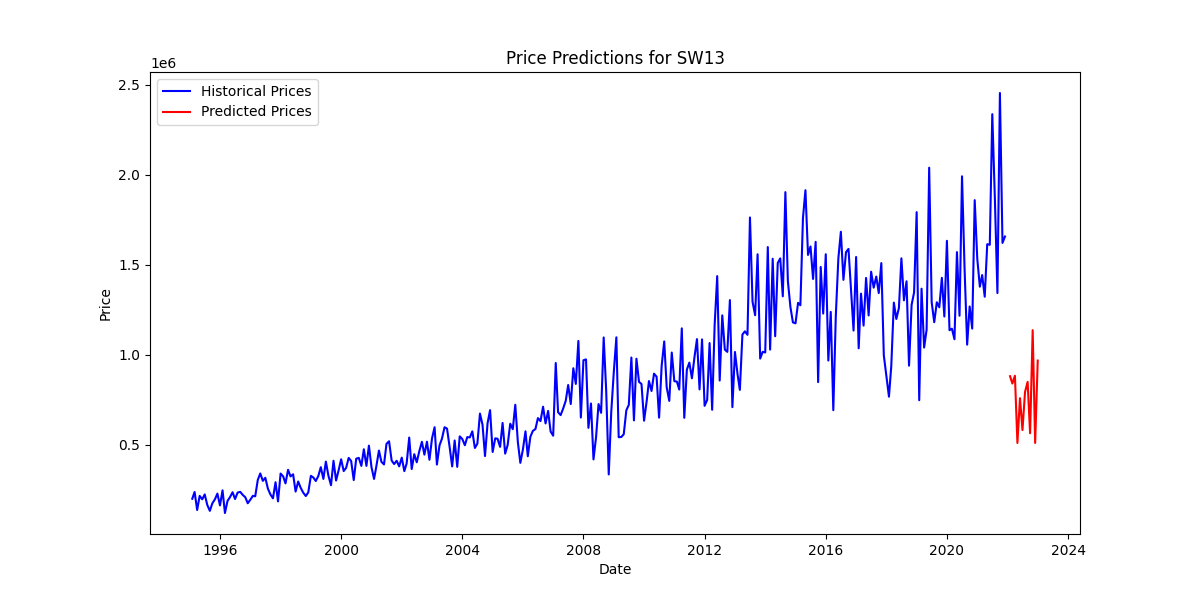 Price Predictions for SW13
1e6
Historical Prices
Predicted Prices
2.5
2.0
1.5
1.0
0.5
Price
1996 2000 2004 2008 2012 2016 2020 2024
Date